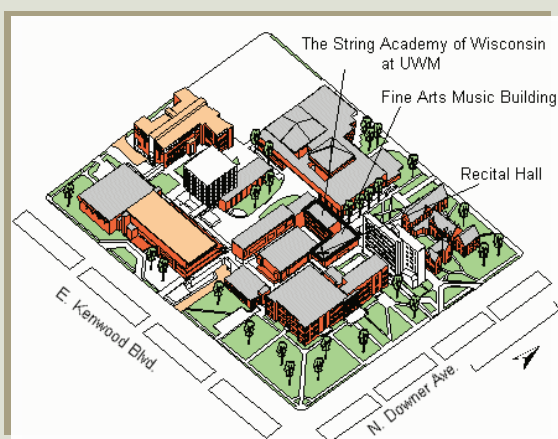 The String Academy of Wisconsin
at UWM
Fine Arts Music Building
Recital Hall
E. Kenwood Blvd.
N. Downer Ave.